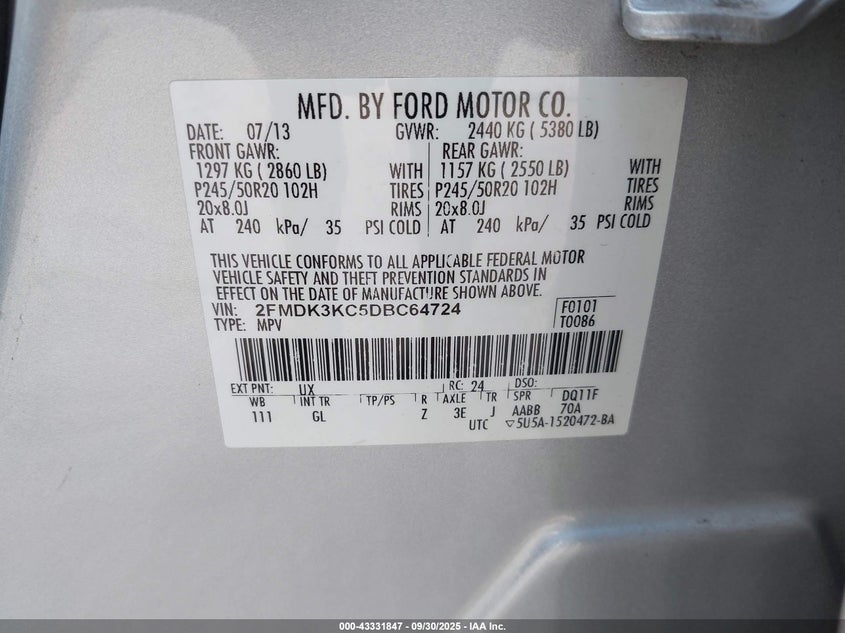 MFD. BY FORD MOTOR CO.
DATE: 07/13 GVWR: 2440 KG ( 5380 LB)
FRONT GAWR: REAR GAWR:
1297 KG ( 2860 LB) WITH 1157 KG ( 2550 LB) WITH
P245/50R20 102H TIRES P245/50R20 102H TIRES
20x8.0J RIMS 20x8.0J RIMS
AT 240 kPa/ 35 PSI COLD AT 240 kPa/ 35 PSI COLD
THIS VEHICLE CONFORMS TO ALL APPLICABLE FEDERAL MOTOR
VEHICLE SAFETY AND THEFT PREVENTION STANDARDS IN
EFFECT ON THE DATE OF MANUFACTURE SHOWN ABOVE.
VIN: 2FMDK3KC5DBC64724 F0101
TYPE: MPV T0086
EXT PNT: UX RC: 24 DSO:
WB INT TR TP/PS R AXLE TR SPR DQ11F
111 GL Z 3E J AABB 70A
UTC ▽5U5A-1520472-BA
000-43331847 - 09/30/2025 - IAA Inc.